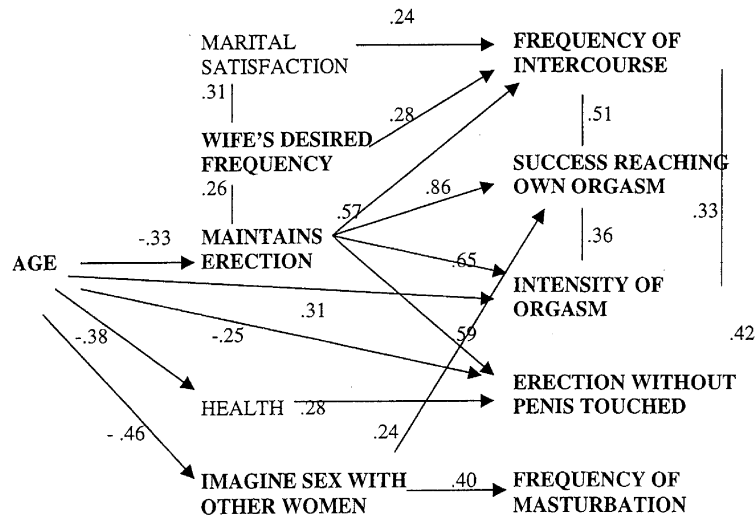 .24
MARITAL
SATISFACTION
FREQUENCY OF
INTERCOURSE
.31
.28
.51
WIFE'S DESIRED
FREQUENCY
SUCCESS REACHING
OWN ORGASM
.26
.86
.57
.33
-.33
MAINTAINS
ERECTION
.36
AGE
.65
INTENSITY OF
ORGASM
.31
-.38
-.25
.59
.42
ERECTION WITHOUT
PENIS TOUCHED
HEALTH
.28
- .46
.24
IMAGINE SEX WITH
OTHER WOMEN
.40
FREQUENCY OF
MASTURBATION